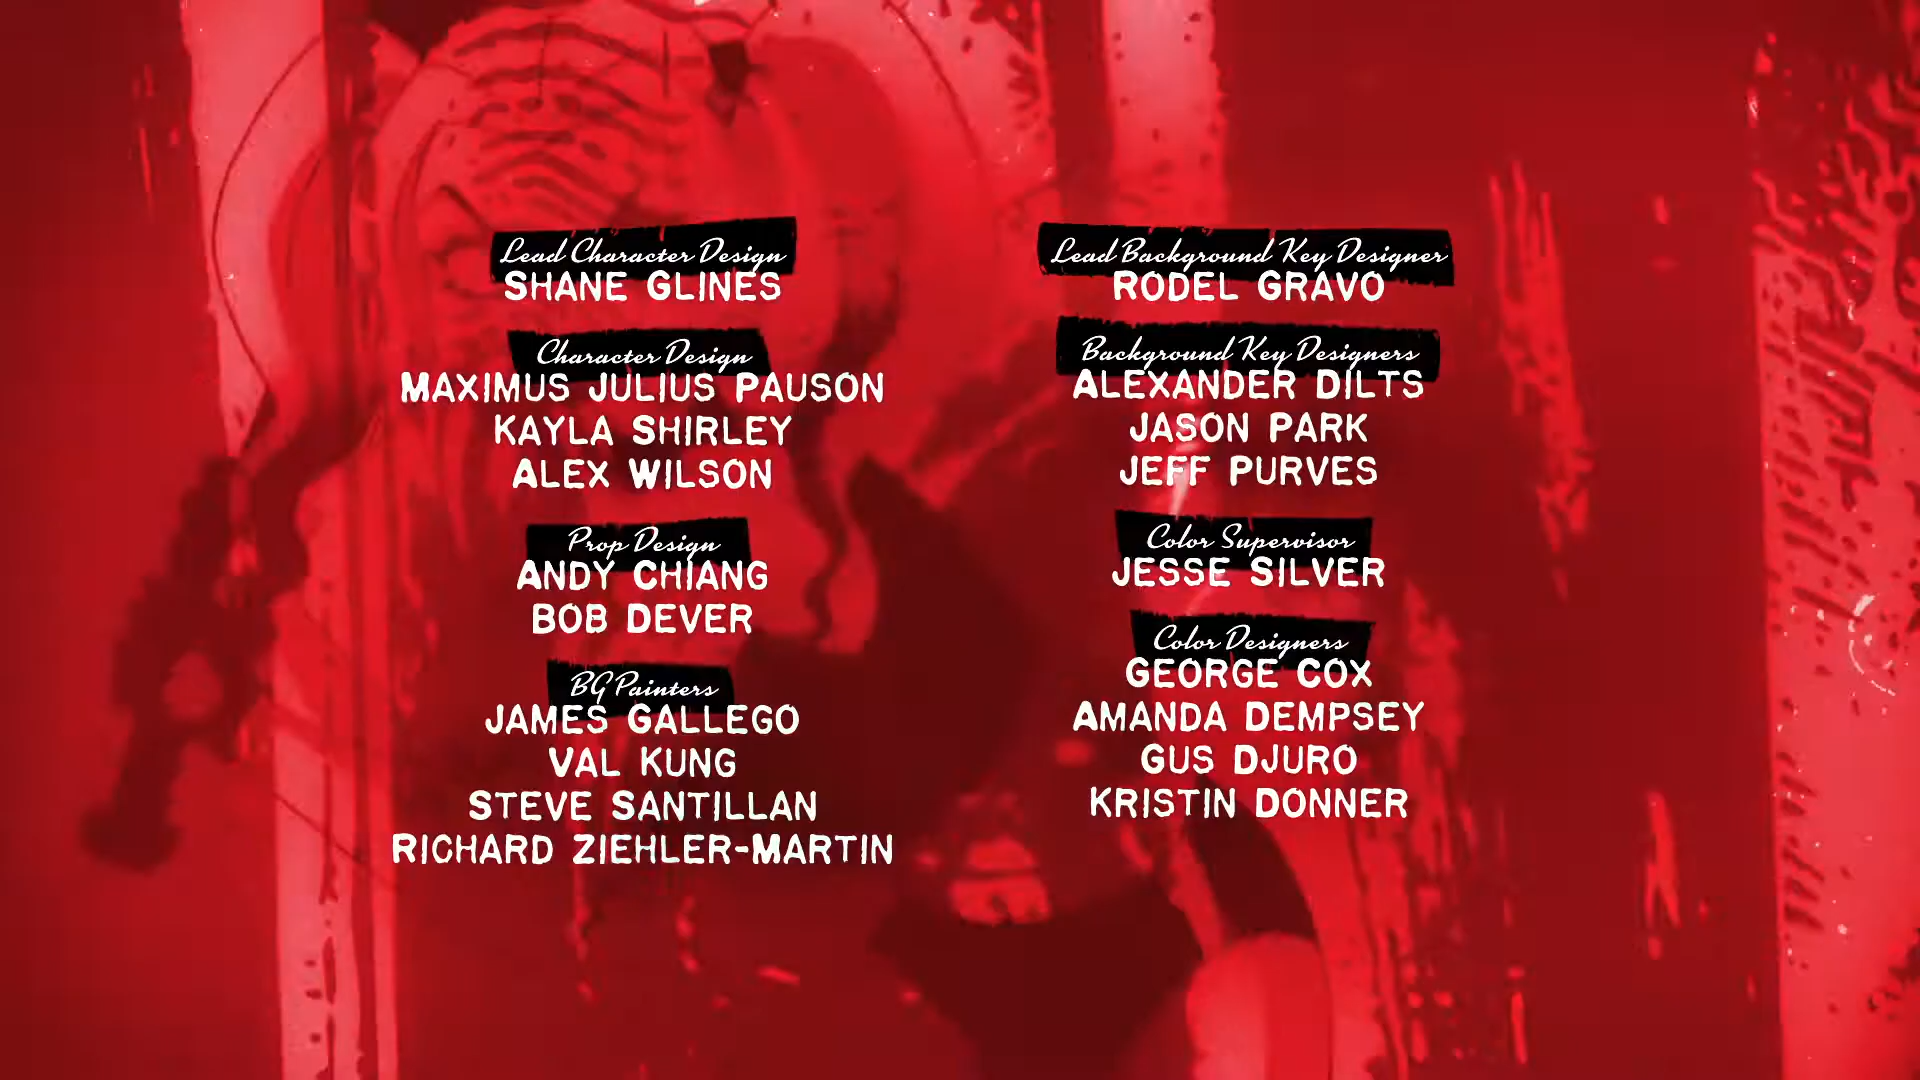 Lead Character Design
SHANE GLINES
Character Design
MAXIMUS JULIUS PAUSON
KAYLA SHIRLEY
ALEX WILSON
Prop Design
ANDY CHIANG
BOB DEVER
BG Painters
JAMES GALLEGO
VAL KUNG
STEVE SANTILLAN
RICHARD ZIEHLER-MARTIN
Lead Background Key Designer
RODEL GRAVO
Background Key Designers
ALEXANDER DILTS
JASON PARK
JEFF PURVES
Color Supervisor
JESSE SILVER
Color Designers
GEORGE COX
AMANDA DEMPSEY
GUS DJURO
KRISTIN DONNER